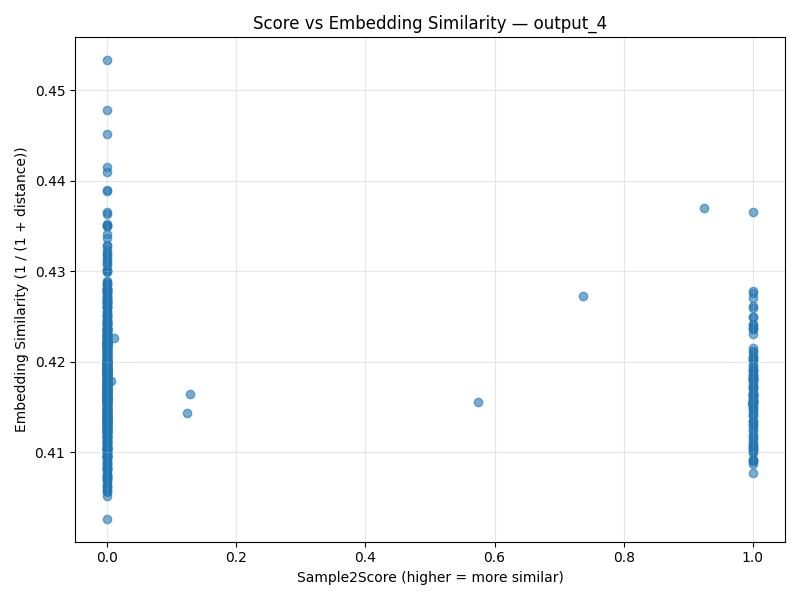 Score vs Embedding Similarity — output_4
Embedding Similarity (1 / (1 + distance))
0.45
0.44
0.43
0.42
0.41
0.0 0.2 0.4 0.6 0.8 1.0
Sample2Score (higher = more similar)